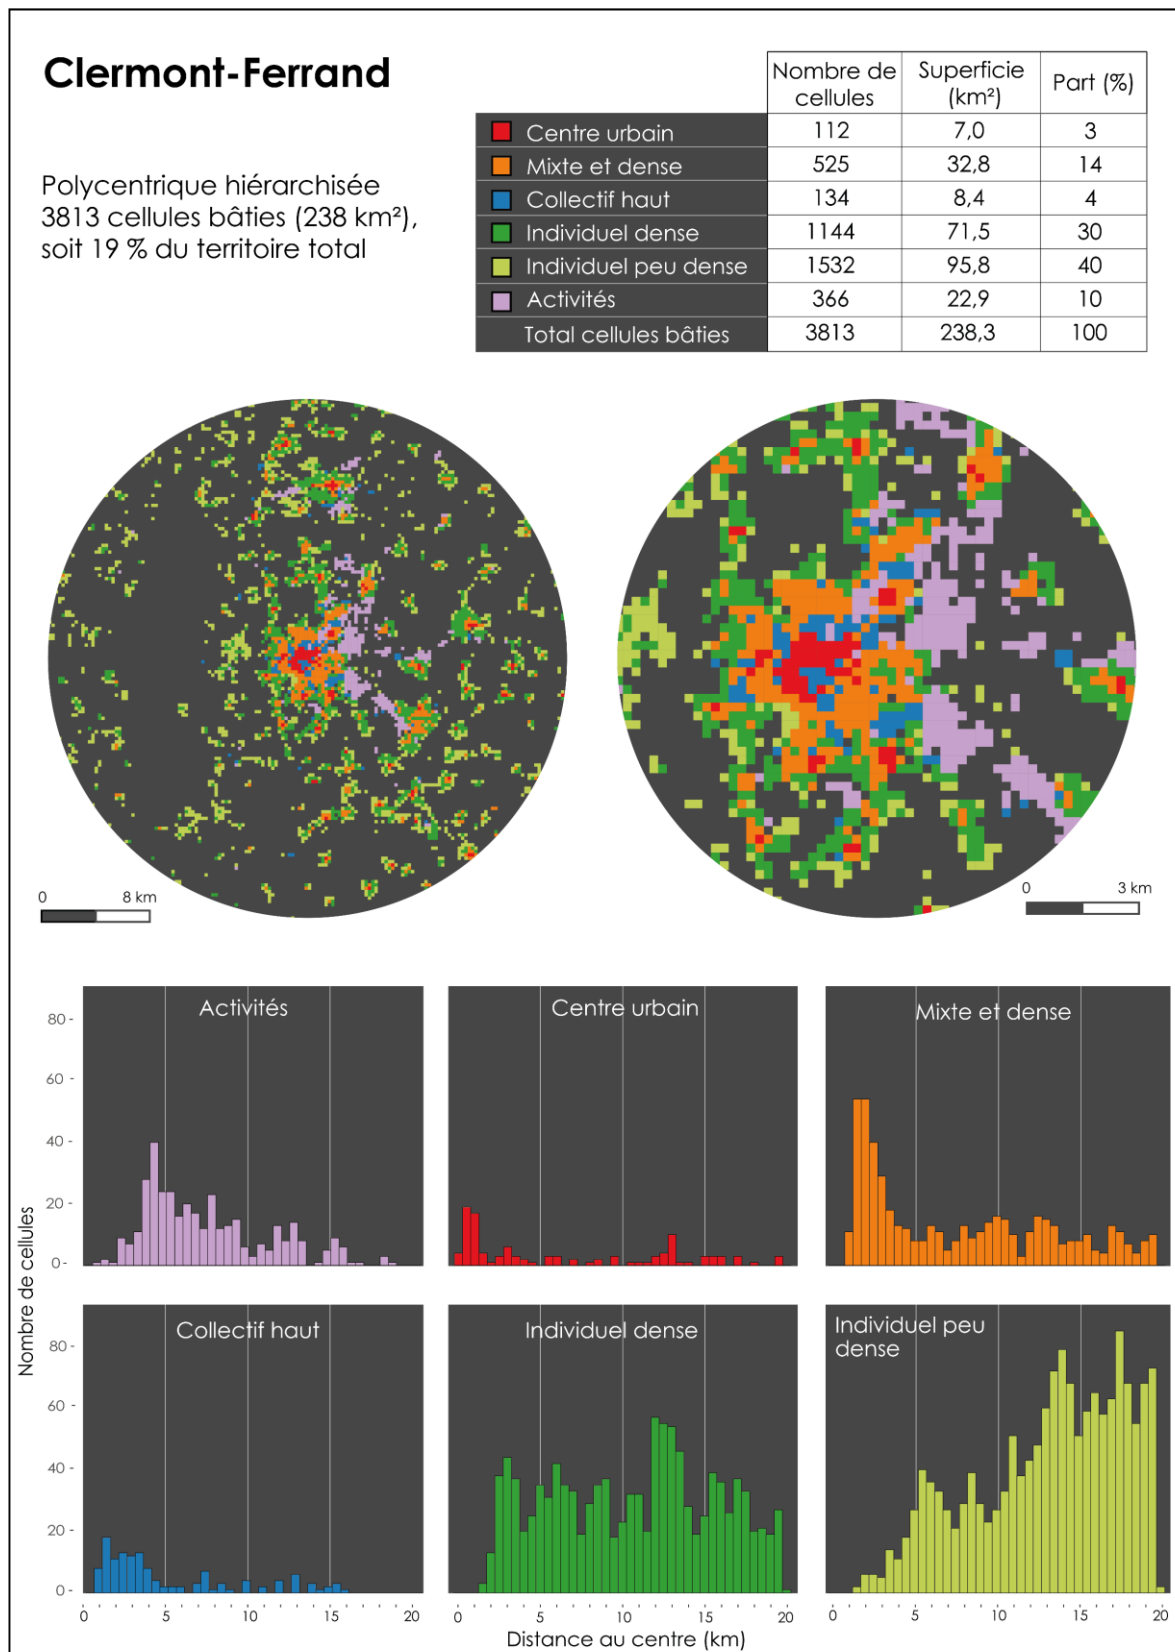 Clermont-Ferrand
Polycentrique hiérarchisée
3813 cellules bâties (238 km²),
soit 19 % du territoire total
Nombre de cellules Superficie (km²) Part (%)
Centre urbain 112 7,0 3
Mixte et dense 525 32,8 14
Collectif haut 134 8,4 4
Individuel dense 1144 71,5 30
Individuel peu dense 1532 95,8 40
Activités 366 22,9 10
Total cellules bâties 3813 238,3 100
0 8 km
0 3 km
Nombre de cellules
Activités
Centre urbain
Mixte et dense
80
60
40
20
0
Collectif haut
Individuel dense
Individuel peu
dense
80
60
40
20
0
0 5 10 15 20
0 5 10 15 20
0 5 10 15 20
Distance au centre (km)